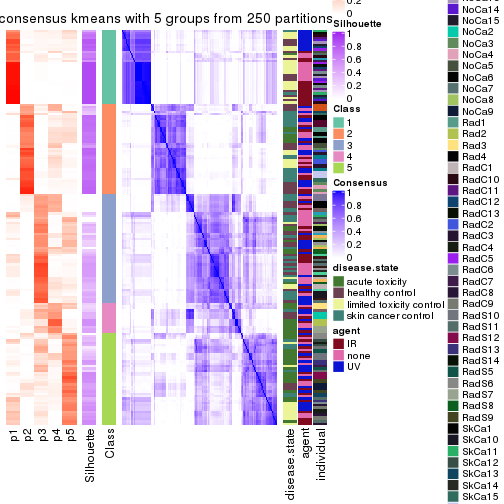 consensus kmeans with 5 groups from 250 partitions
p1
p2
p3
p4
p5
Silhouette
Class
disease.state
agent
individual
0.2
0
Silhouette
1
0.8
0.6
0.4
0.2
0
Class
1
2
3
4
5
Consensus
1
0.8
0.6
0.4
0.2
0
disease.state
acute toxicity
healthy control
limited toxicity control
skin cancer control
agent
IR
none
UV
NoCa14
NoCa15
NoCa2
NoCa3
NoCa4
NoCa5
NoCa6
NoCa7
NoCa8
NoCa9
Rad1
Rad2
Rad3
Rad4
RadC1
RadC10
RadC11
RadC12
RadC13
RadC2
RadC3
RadC4
RadC5
RadC6
RadC7
RadC8
RadC9
RadS10
RadS11
RadS12
RadS13
RadS14
RadS5
RadS6
RadS7
RadS8
RadS9
SkCa1
SkCa10
SkCa11
SkCa12
SkCa13
SkCa14
SkCa15